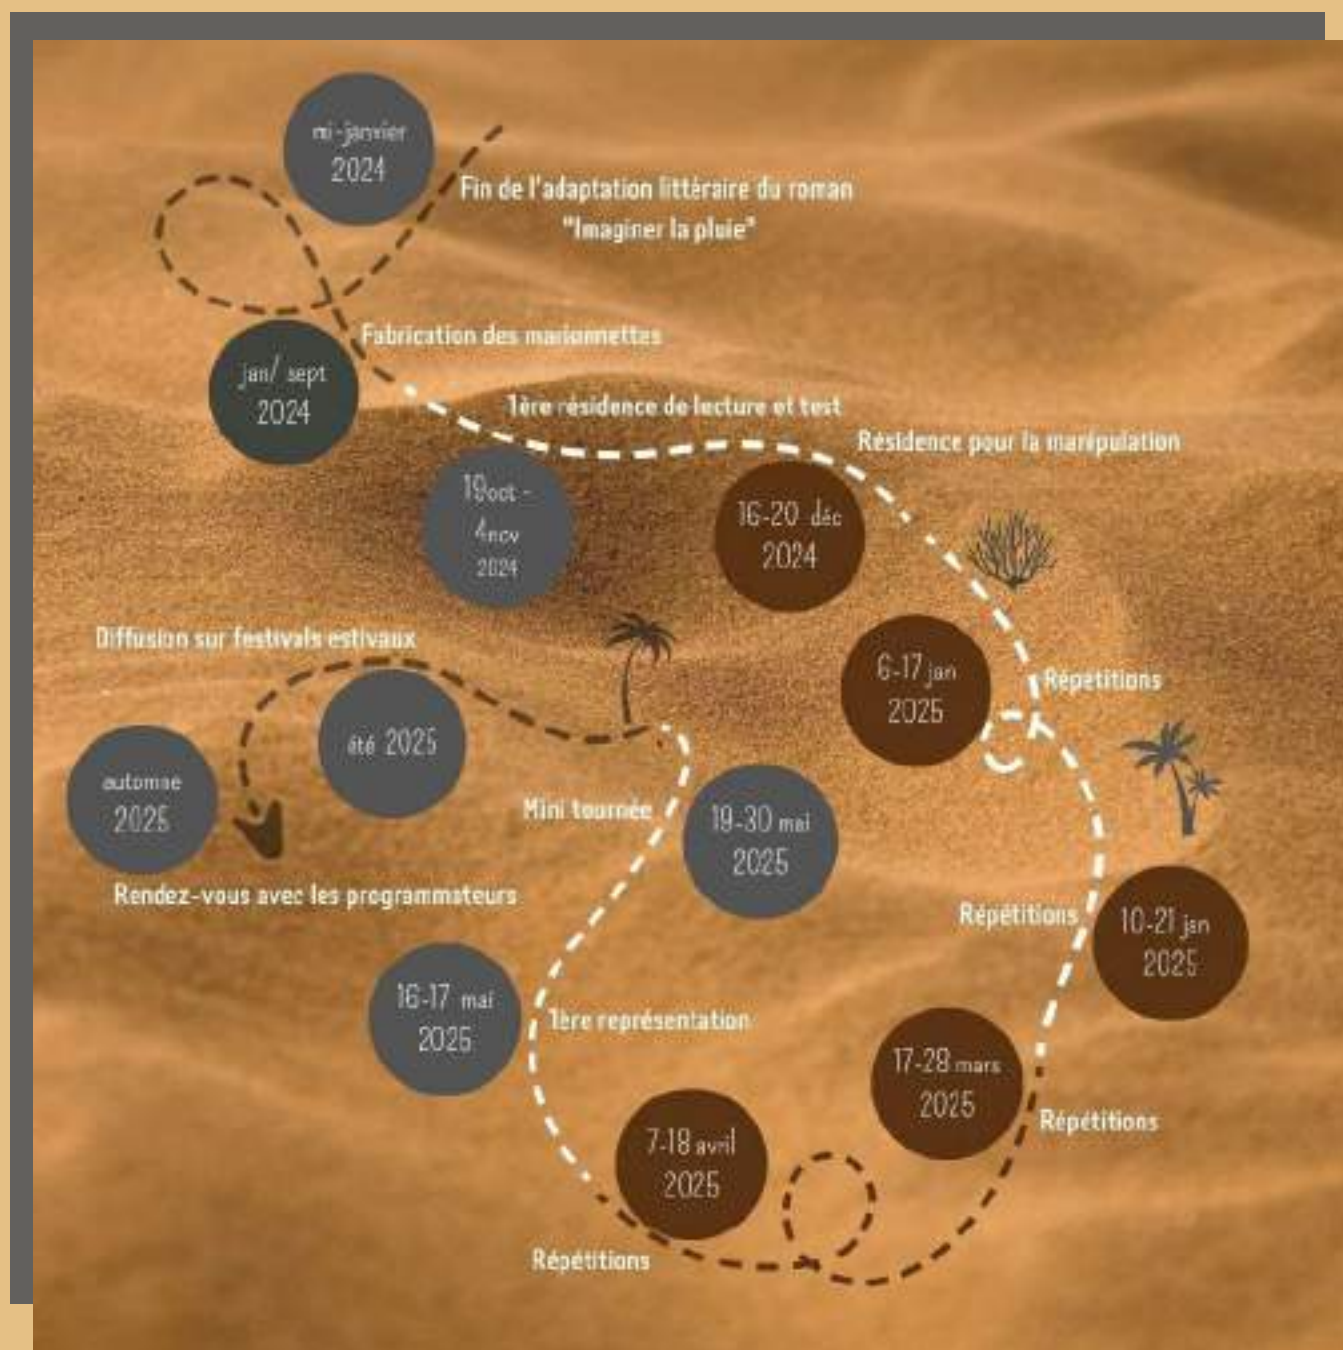 mi-janvier
2024
Fin de l'adaptation littéraire du roman
"Imaginer la pluie"
Fabrication des marionnettes
jan/ sept
2024
1ère résidence de lecture et test
19oct -
4nov
2024
Résidence pour la manipulation
16-20 déc
2024
6-17 jan
2025
Répétitions
Répétitions
10-21 jan
2025
17-28 mars
2025
Répétitions
7-18 avril
2025
Répétitions
16-17 mai
2025
1ère représentation
Mini tournée
19-30 mai
2025
Diffusion sur festivals estivaux
été 2025
automne
2025
Rendez-vous avec les programmateurs